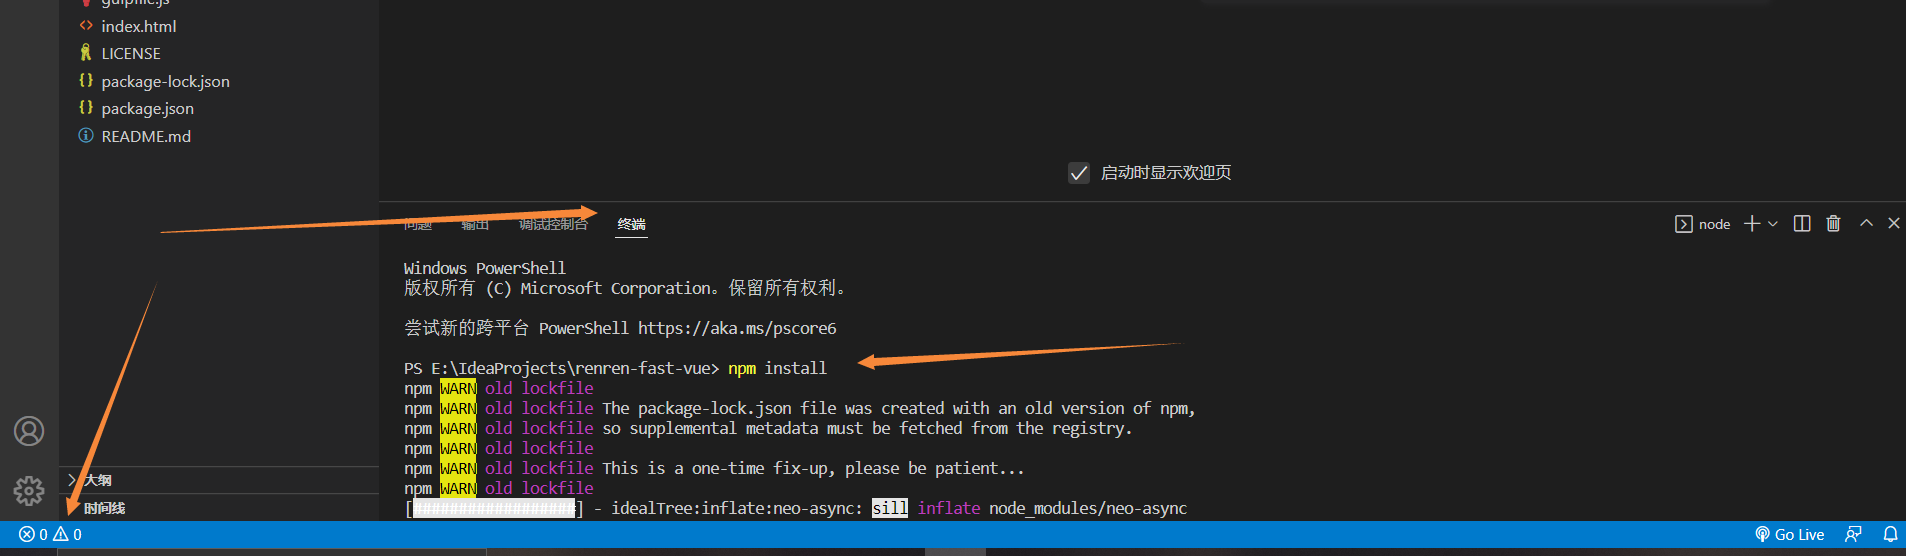 gulpfile.js
index.html
LICENSE
package-lock.json
package.json
README.md
大纲
时间线
启动时显示欢迎页
问题 输出 调试控制台 终端
node
Windows PowerShell
版权所有 (C) Microsoft Corporation。保留所有权利。
尝试新的跨平台 PowerShell https://aka.ms/pscore6
PS E:\IdeaProjects\renren-fast-vue> npm install
npm WARN old lockfile
npm WARN old lockfile The package-lock.json file was created with an old version of npm,
npm WARN old lockfile so supplemental metadata must be fetched from the registry.
npm WARN old lockfile
npm WARN old lockfile This is a one-time fix-up, please be patient...
npm WARN old lockfile
[##################] - idealTree:inflate:neo-async: sill inflate node_modules/neo-async
0 0
Go Live